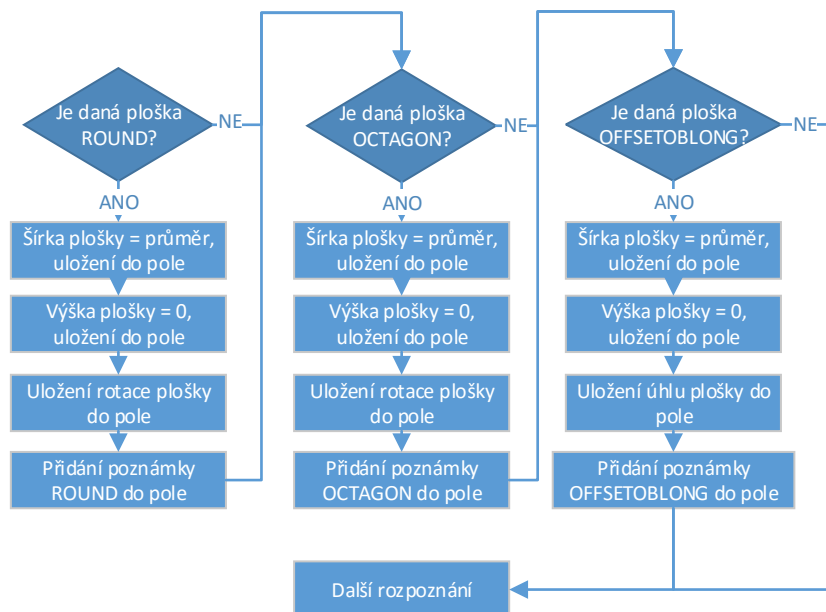 Je daná ploška
ROUND?
NE
ANO
Šírka plošky = průměr,
uložení do pole
Výška plošky = 0,
uložení do pole
Uložení rotace plošky
do pole
Přidání poznámky
ROUND do pole
Je daná ploška
OCTAGON?
NE
ANO
Šírka plošky = průměr,
uložení do pole
Výška plošky = 0,
uložení do pole
Uložení rotace plošky
do pole
Přidání poznámky
OCTAGON do pole
Je daná ploška
OFFSETOBLONG?
NE
ANO
Šírka plošky = průměr,
uložení do pole
Výška plošky = 0,
uložení do pole
Uložení úhlu plošky do
pole
Přidání poznámky
OFFSETOBLONG do pole
Další rozpoznání